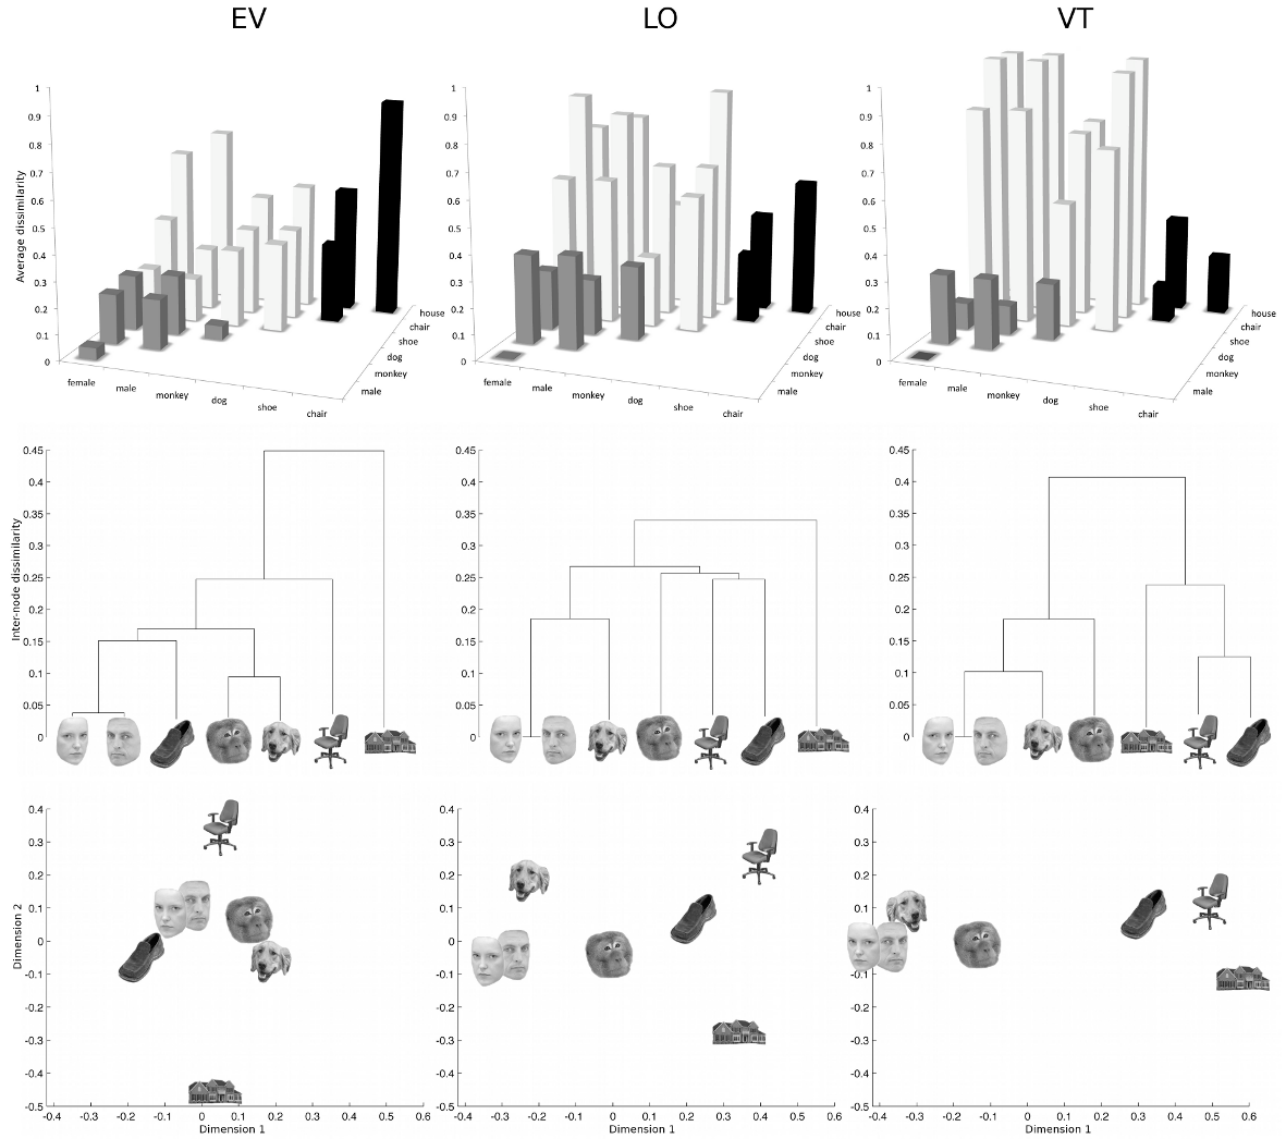 EV LO VT
Average dissimilarity
1 1 1
0.9 0.9 0.9
0.8 0.8 0.8
0.7 0.7 0.7
0.6 0.6 0.6
0.5 0.5 0.5
0.4 0.4 0.4
0.3 0.3 0.3
0.2 0.2 0.2
0.1 0.1 0.1
0 0 0
house house house
chair chair chair
shoe shoe shoe
dog dog dog
monkey monkey monkey
male male male
female male monkey dog shoe chair
female male monkey dog shoe chair
female male monkey dog shoe chair
Inter-node dissimilarity
0.45 0.45 0.45
0.4 0.4 0.4
0.35 0.35 0.35
0.3 0.3 0.3
0.25 0.25 0.25
0.2 0.2 0.2
0.15 0.15 0.15
0.1 0.1 0.1
0.05 0.05 0.05
0 0 0
Dimension 2
0.4 0.4 0.4
0.3 0.3 0.3
0.2 0.2 0.2
0.1 0.1 0.1
0 0 0
-0.1 -0.1 -0.1
-0.2 -0.2 -0.2
-0.3 -0.3 -0.3
-0.4 -0.4 -0.4
-0.5 -0.5 -0.5
-0.4 -0.3 -0.2 -0.1 0 0.1 0.2 0.3 0.4 0.5 0.6
-0.4 -0.3 -0.2 -0.1 0 0.1 0.2 0.3 0.4 0.5 0.6
-0.4 -0.3 -0.2 -0.1 0 0.1 0.2 0.3 0.4 0.5 0.6
Dimension 1 Dimension 1 Dimension 1